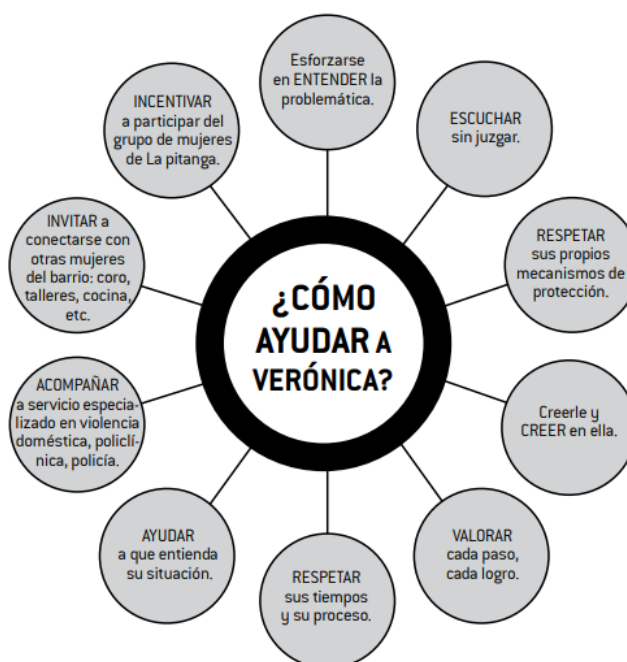 ¿CÓMO
AYUDAR A
VERÓNICA?
Esforzarse
en ENTENDER la
problemática.
ESCUCHAR
sin juzgar.
RESPETAR
sus propios
mecanismos de
protección.
Creerle y
CREER en ella.
VALORAR
cada paso,
cada logro.
RESPETAR
sus tiempos
y su proceso.
AYUDAR
a que entienda
su situación.
ACOMPAÑAR
a servicio especia-
lizado en violencia
doméstica, policlí-
nica, policía.
INVITAR a
conectarse con
otras mujeres
del barrio: coro,
talleres, cocina,
etc.
INCENTIVAR
a participar del
grupo de mujeres
de La pitanga.